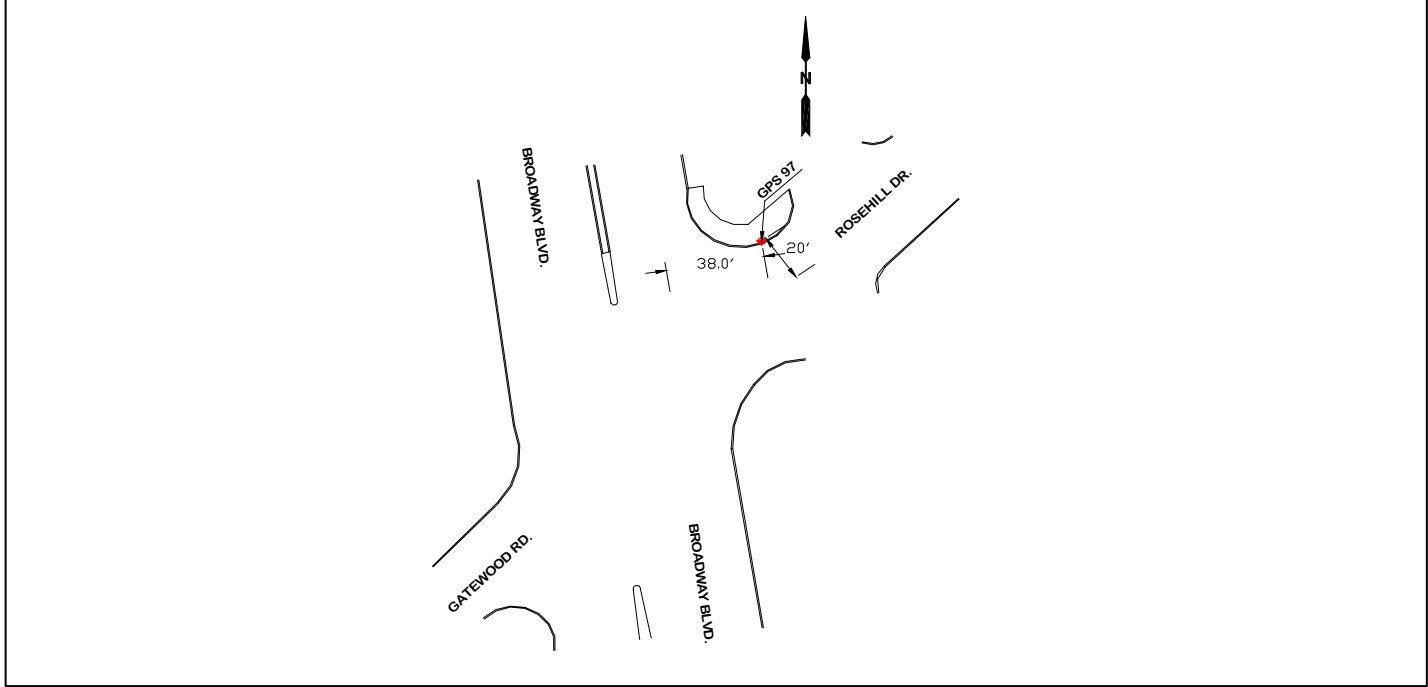 N
BROADWAY BLVD.
GPS 97
ROSEHILL DR.
38.0'
20'
GATEWOOD RD.
BROADWAY BLVD.